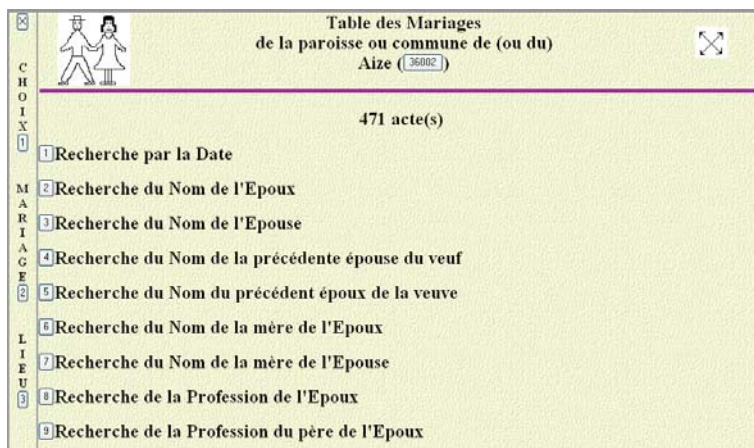 Table des Mariages
de la paroisse ou commune de (ou du)
Aize (36002)
CHOIX
1
MARIAGE
2
LIEU
3
471 acte(s)
1 Recherche par la Date
2 Recherche du Nom de l'Epoux
3 Recherche du Nom de l'Epouse
4 Recherche du Nom de la précédente épouse du veuf
5 Recherche du Nom du précédent époux de la veuve
6 Recherche du Nom de la mère de l'Epoux
7 Recherche du Nom de la mère de l'Epouse
8 Recherche de la Profession de l'Epoux
9 Recherche de la Profession du père de l'Epoux